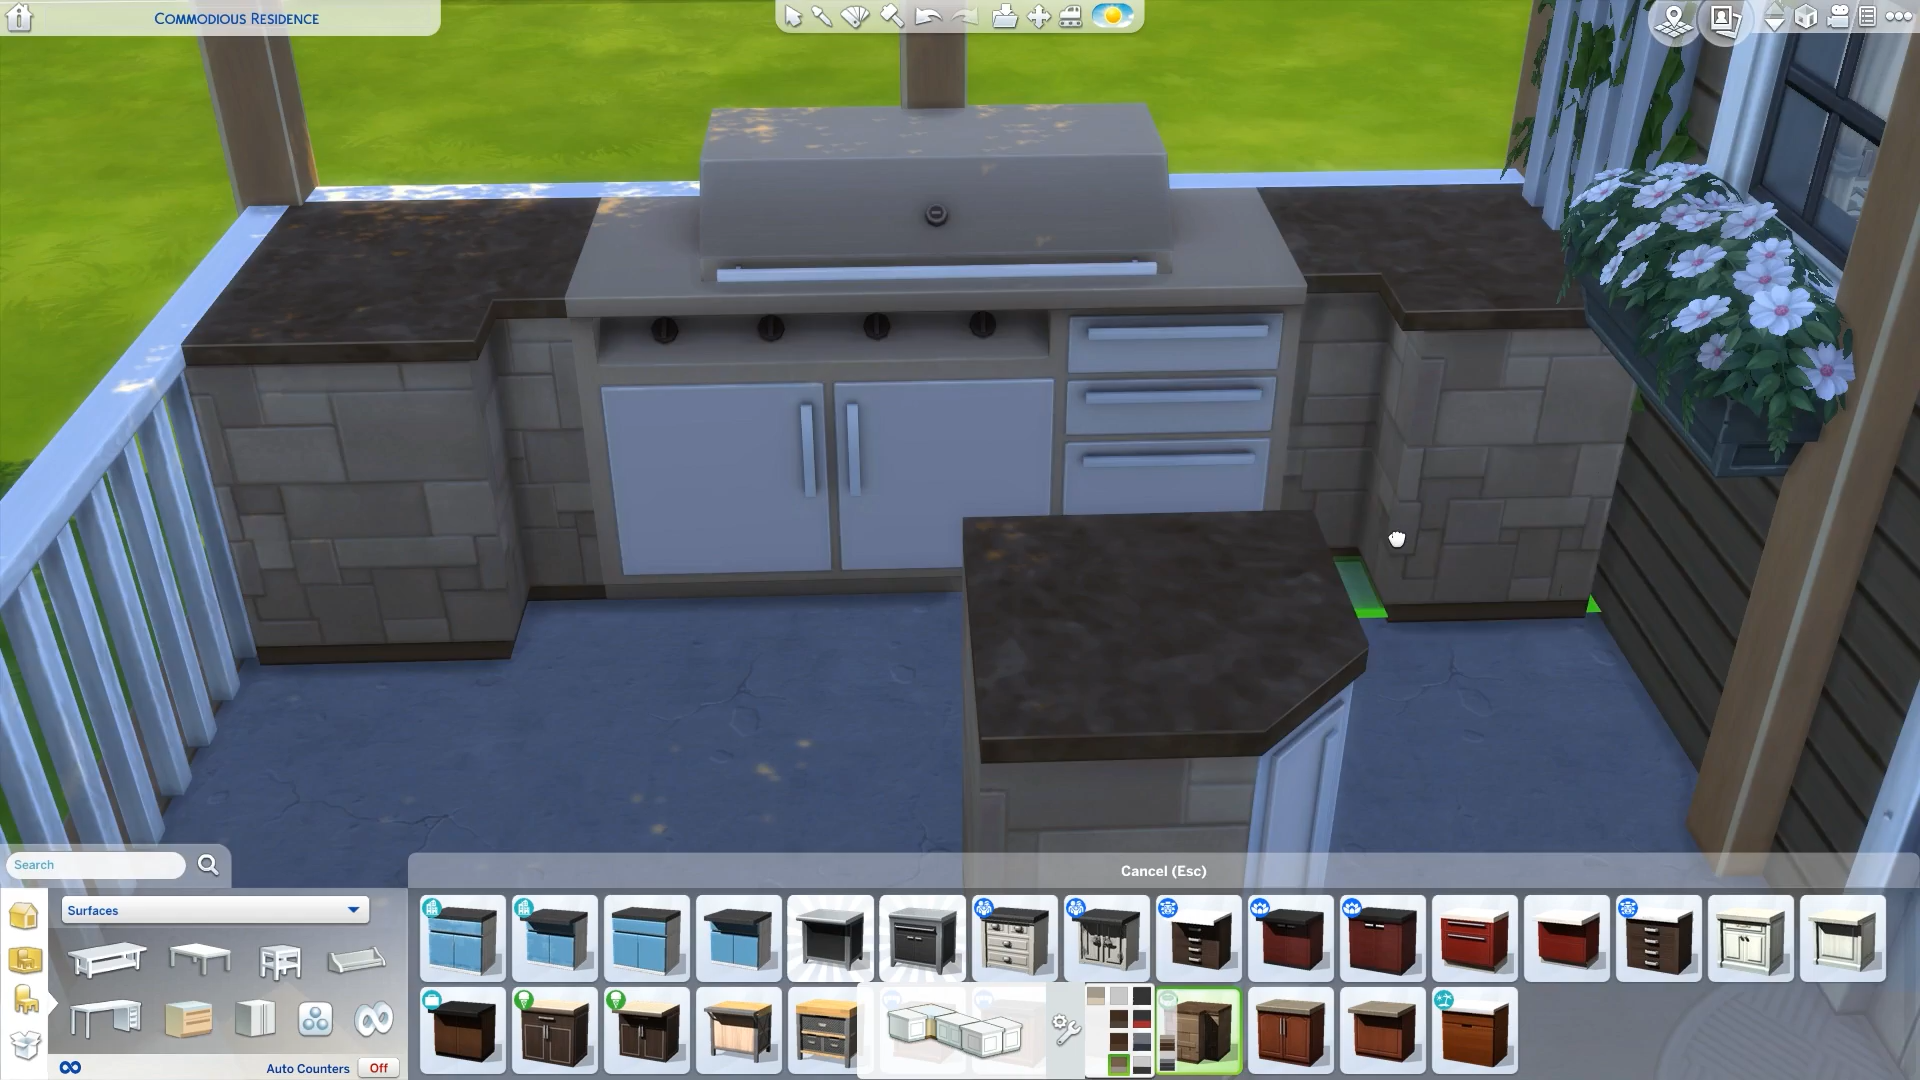 Commodious Residence
Cancel (Esc)
Search
Surfaces
Auto Counters Off